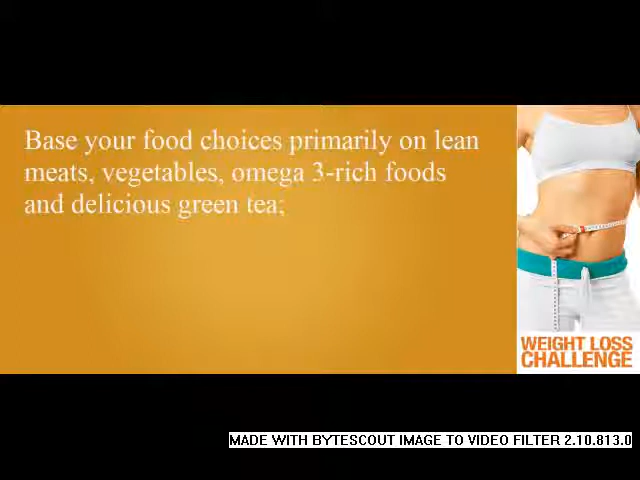 Base your food choices primarily on lean
meats, vegetables, omega 3-rich foods
and delicious green tea;
WEIGHT LOSS
CHALLENGE
MADE WITH BYTESCOUT IMAGE TO VIDEO FILTER 2.10.813.0